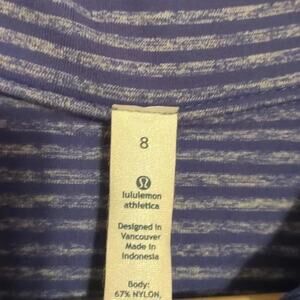 8
lululemon
athletica
Designed in
Vancouver
Made in
Indonesia
Body:
67% NYLON,